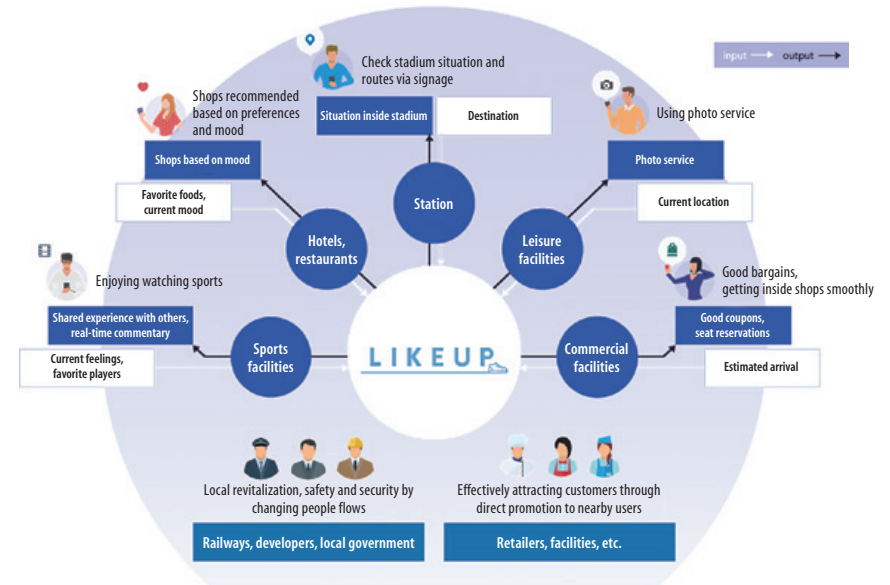 input
output
Check stadium situation and
routes via signage
Situation inside stadium
Destination
Shops recommended
based on preferences
and mood
Shops based on mood
Favorite foods,
current mood
Using photo service
Photo service
Current location
Station
Hotels,
restaurants
Leisure
facilities
Enjoying watching sports
Shared experience with others,
real-time commentary
Current feelings,
favorite players
Good bargains,
getting inside shops smoothly
Good coupons,
seat reservations
Estimated arrival
Sports
facilities
LIKEUP
Commercial
facilities
Local revitalization, safety and security by
changing people flows
Railways, developers, local government
Effectively attracting customers through
direct promotion to nearby users
Retailers, facilities, etc.